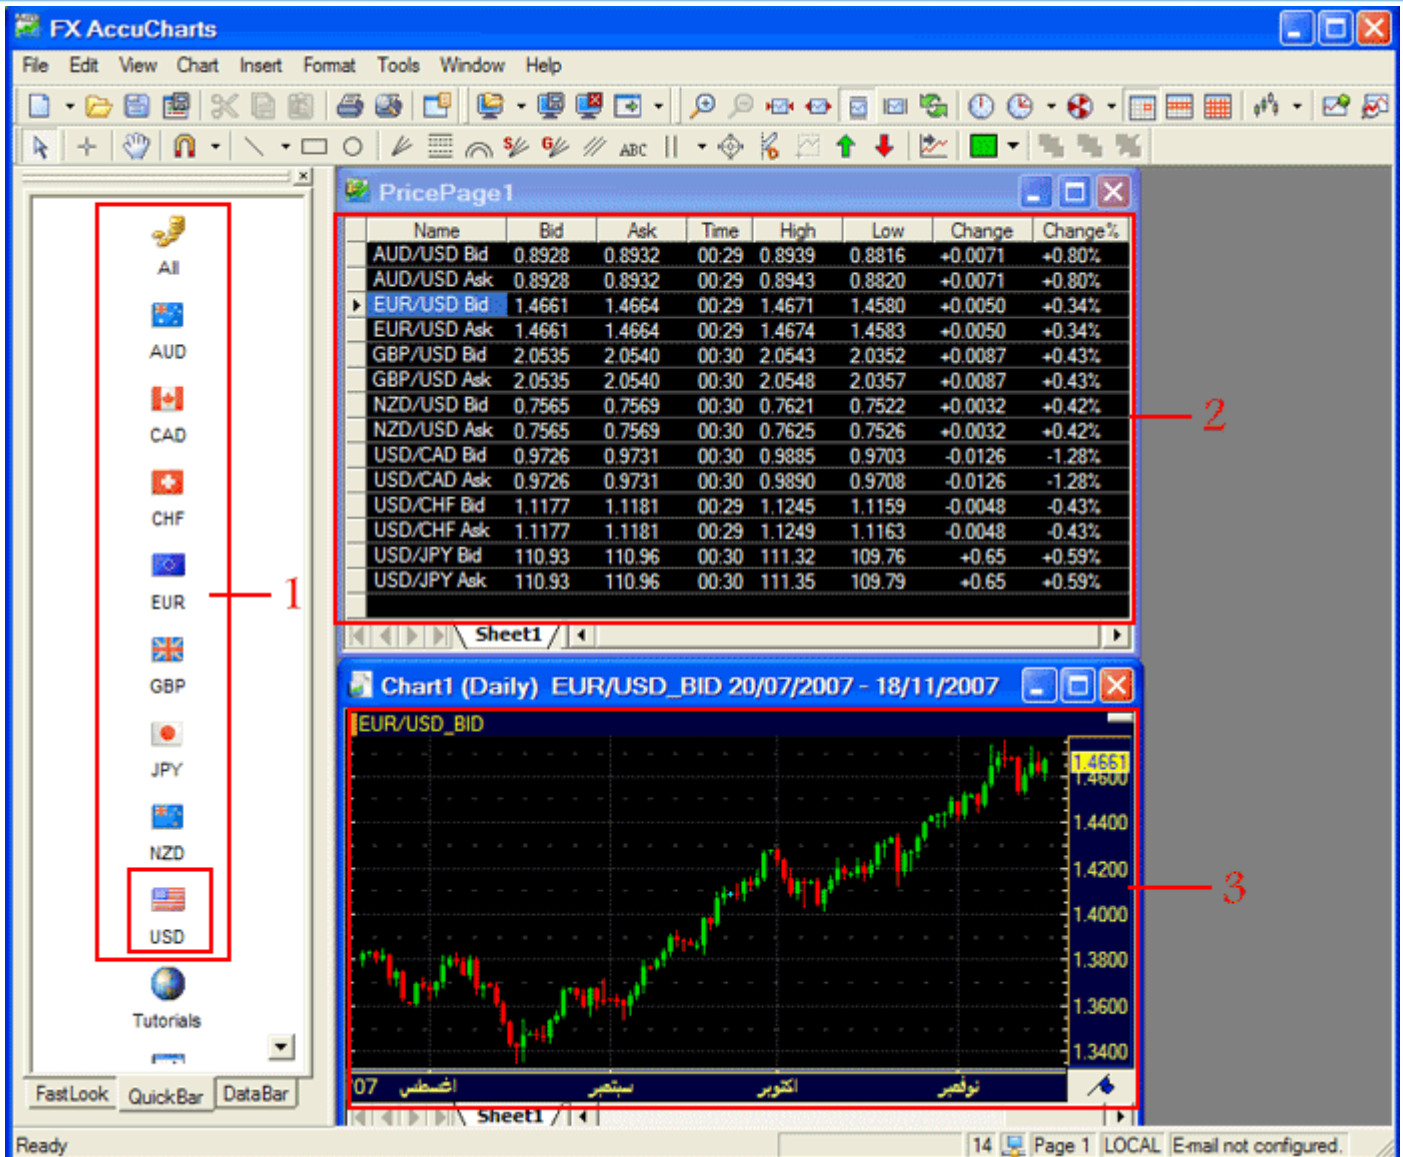 FX AccuCharts
File Edit View Chart Insert Format Tools Window Help
S G ABC
All
AUD
CAD
CHF
EUR
GBP
JPY
NZD
USD
Tutorials
1
FastLook QuickBar DataBar
PricePage1
Name Bid Ask Time High Low Change Change%
AUD/USD Bid 0.8928 0.8932 00:29 0.8939 0.8816 +0.0071 +0.80%
AUD/USD Ask 0.8928 0.8932 00:29 0.8943 0.8820 +0.0071 +0.80%
EUR/USD Bid 1.4661 1.4664 00:29 1.4671 1.4580 +0.0050 +0.34%
EUR/USD Ask 1.4661 1.4664 00:29 1.4674 1.4583 +0.0050 +0.34%
GBP/USD Bid 2.0535 2.0540 00:30 2.0543 2.0352 +0.0087 +0.43%
GBP/USD Ask 2.0535 2.0540 00:30 2.0548 2.0357 +0.0087 +0.43%
NZD/USD Bid 0.7565 0.7569 00:30 0.7621 0.7522 +0.0032 +0.42%
NZD/USD Ask 0.7565 0.7569 00:30 0.7625 0.7526 +0.0032 +0.42%
USD/CAD Bid 0.9726 0.9731 00:30 0.9885 0.9703 -0.0126 -1.28%
USD/CAD Ask 0.9726 0.9731 00:30 0.9890 0.9708 -0.0126 -1.28%
USD/CHF Bid 1.1177 1.1181 00:29 1.1245 1.1159 -0.0048 -0.43%
USD/CHF Ask 1.1177 1.1181 00:29 1.1249 1.1163 -0.0048 -0.43%
USD/JPY Bid 110.93 110.96 00:30 111.32 109.76 +0.65 +0.59%
USD/JPY Ask 110.93 110.96 00:30 111.35 109.79 +0.65 +0.59%
2
Sheet1
Chart1 (Daily) EUR/USD_BID 20/07/2007 - 18/11/2007
EUR/USD_BID
1.4661
1.4600
1.4400
1.4200
1.4000
1.3800
1.3600
1.3400
3
'07 اغسطس سبتمبر اكتوبر نوفمبر
Sheet1
Ready 14 Page 1 LOCAL E-mail not configured.